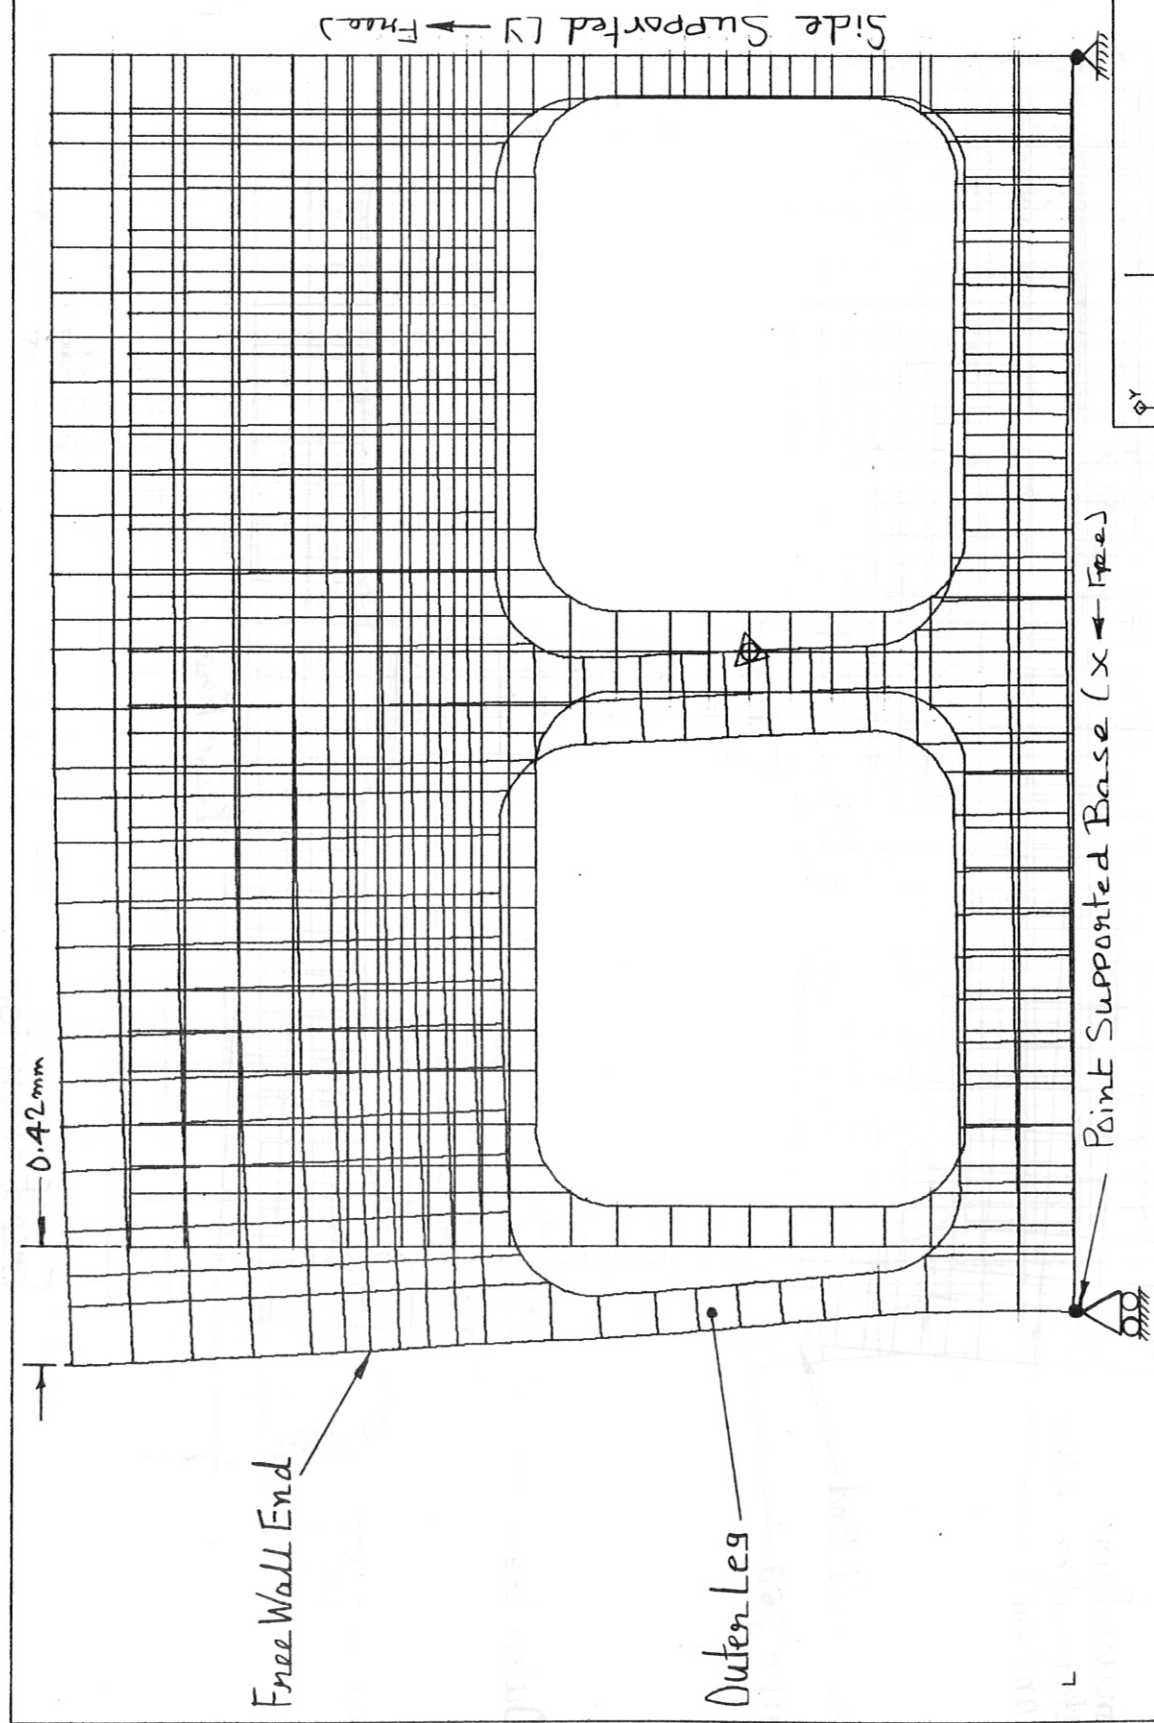 Side Supported (Y ← Free)
0.42mm
Free Wall End
Outer Leg
Point Supported Base (X ← Free)
L
Y